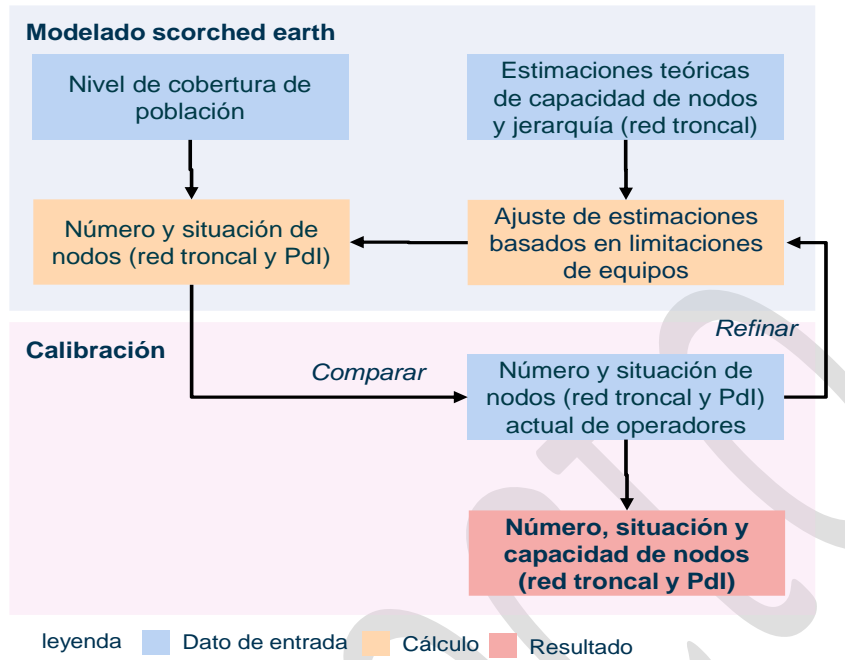 Modelado scorched earth
Nivel de cobertura de
población
Estimaciones teóricas
de capacidad de nodos
y jerarquía (red troncal)
Número y situación de
nodos (red troncal y PdI)
Ajuste de estimaciones
basados en limitaciones
de equipos
Refinar
Calibración
Comparar
Número y situación de
nodos (red troncal y PdI)
actual de operadores
Número, situación y
capacidad de nodos
(red troncal y PdI)
leyenda Dato de entrada Cálculo Resultado